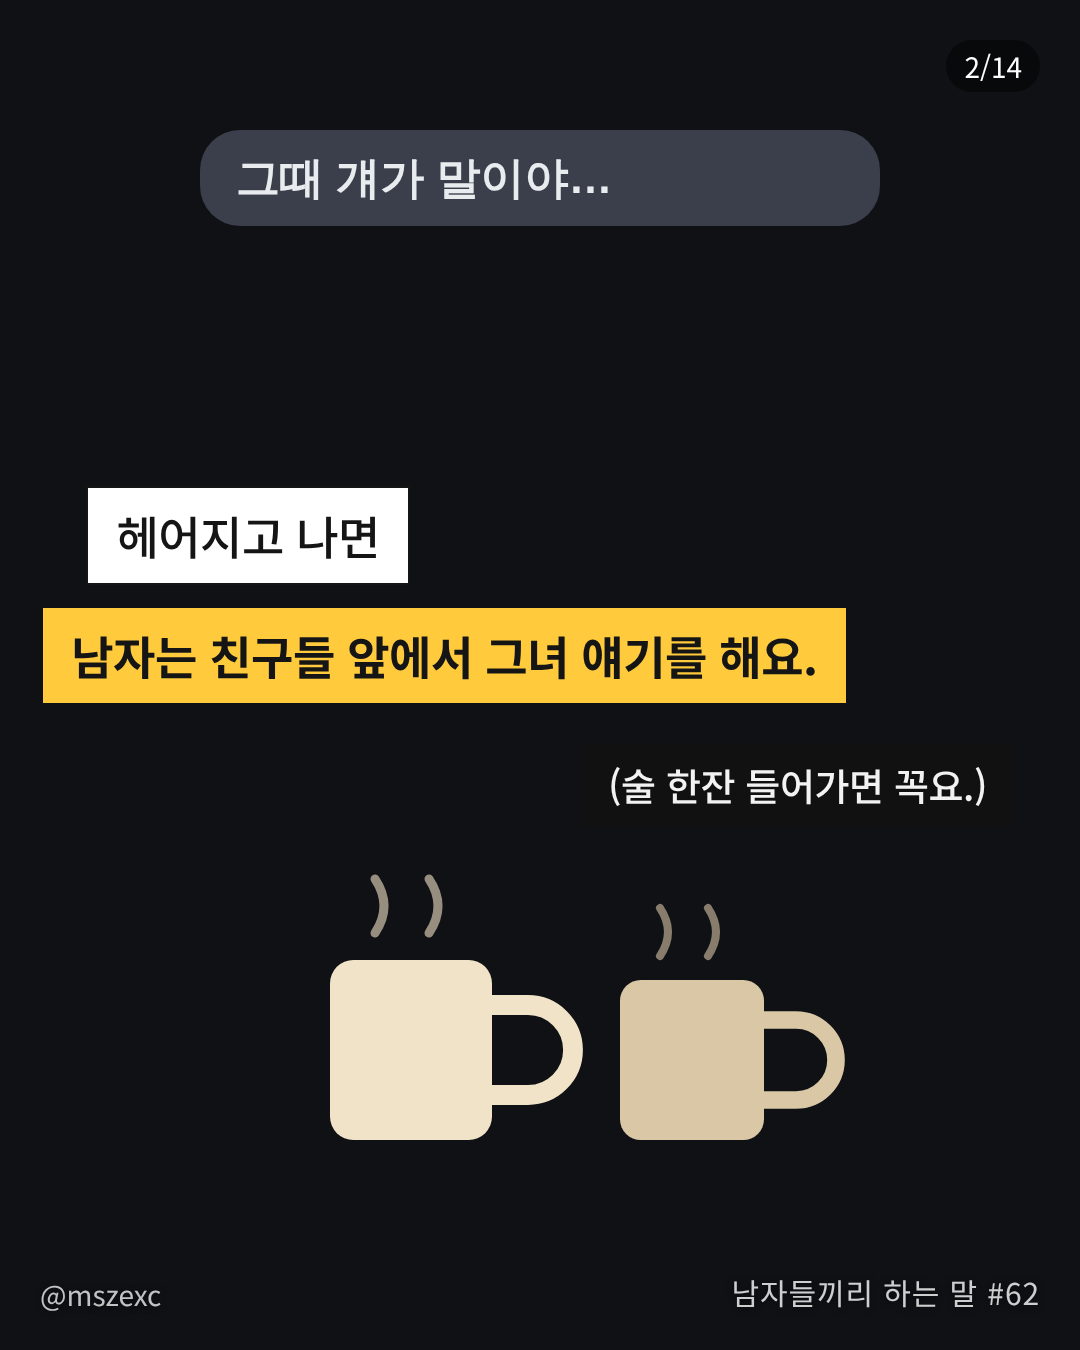 2/14
그때 걔가 말이야...
헤어지고 나면
남자는 친구들 앞에서 그녀 얘기를 해요.
(술 한잔 들어가면 꼭요.)
@mszexc
남자들끼리 하는 말 #62